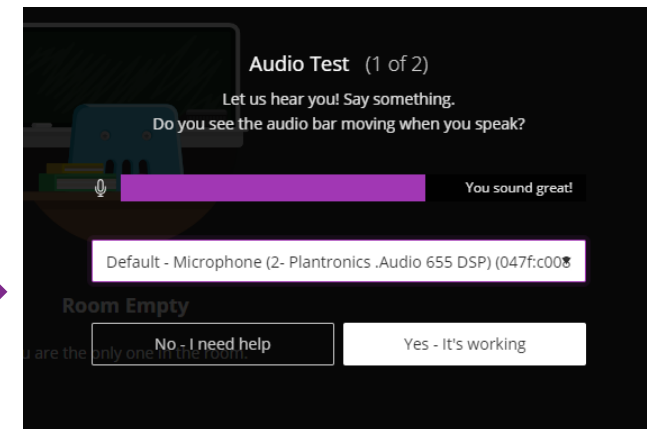 Audio Test (1 of 2)
Let us hear you! Say something.
Do you see the audio bar moving when you speak?
You sound great!
Default - Microphone (2- Plantronics .Audio 655 DSP) (047f:c008
Room Empty
No - I need help
Yes - It's working
u are the only one in the room.